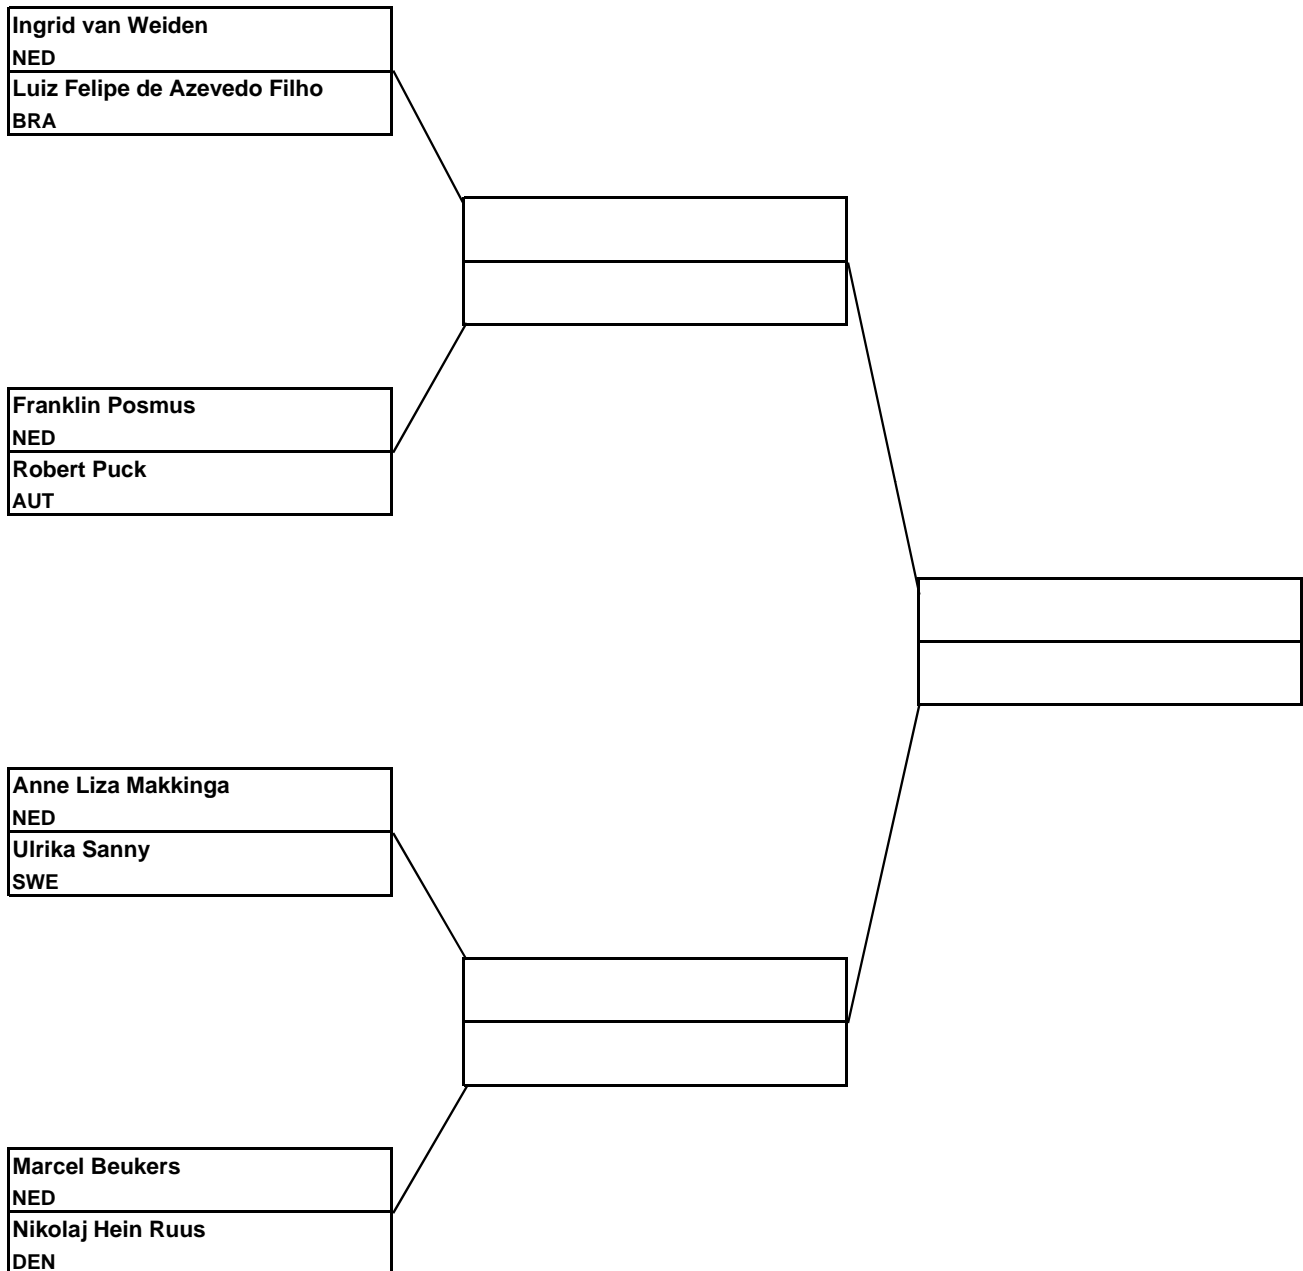 Ingrid van Weiden
NED
Luiz Felipe de Azevedo Filho
BRA
Franklin Posmus
NED
Robert Puck
AUT
Anne Liza Makkinga
NED
Ulrika Sanny
SWE
Marcel Beukers
NED
Nikolaj Hein Ruus
DEN